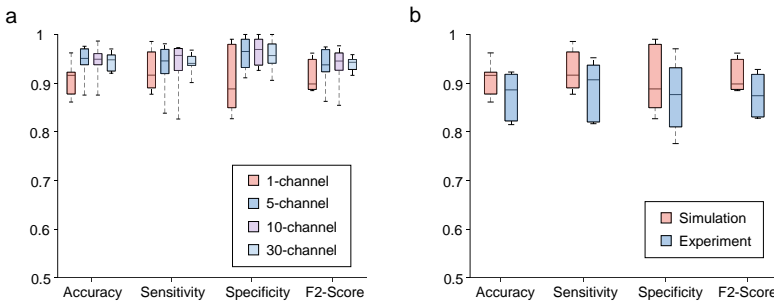 a
1
0.9
0.8
0.7
0.6
0.5
1-channel
5-channel
10-channel
30-channel
Accuracy Sensitivity Specificity F2-Score
b
1
0.9
0.8
0.7
0.6
0.5
Simulation
Experiment
Accuracy Sensitivity Specificity F2-Score